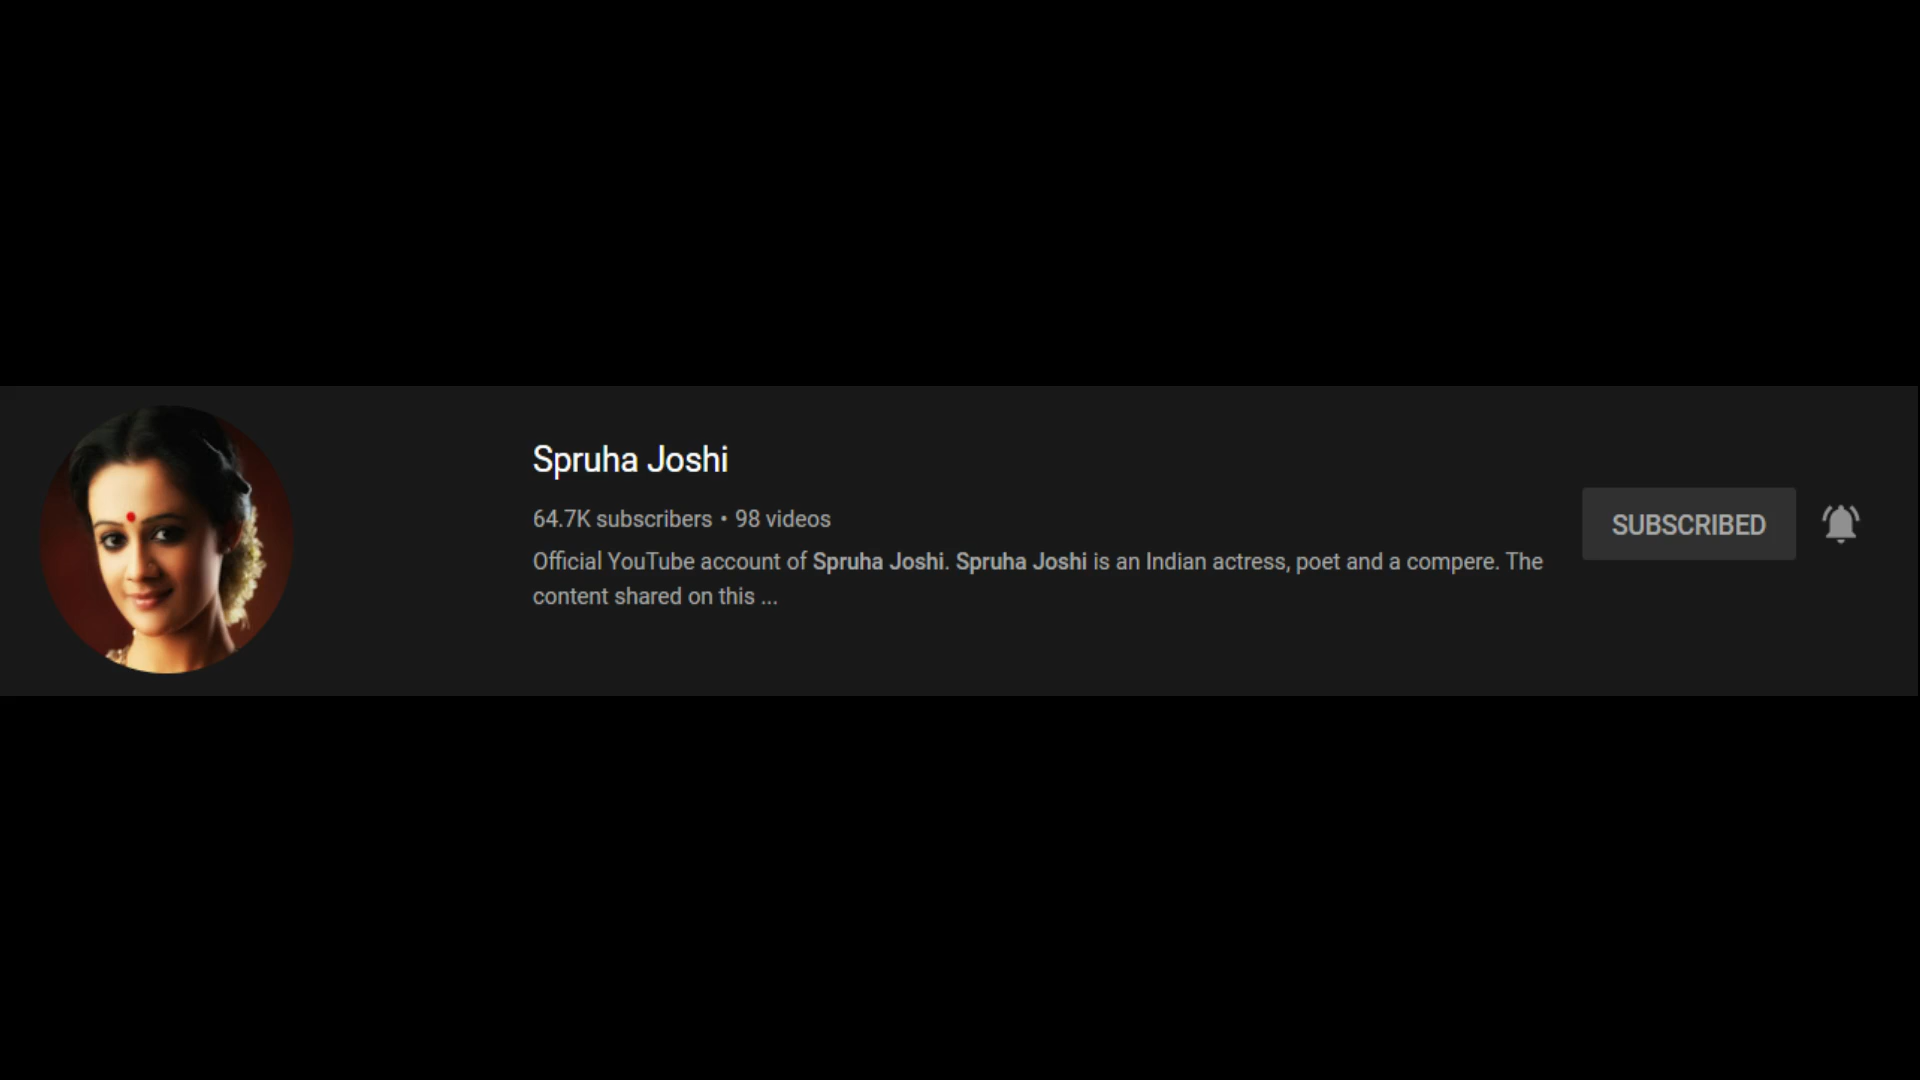 Spruha Joshi
64.7K subscribers • 98 videos
Official YouTube account of Spruha Joshi. Spruha Joshi is an Indian actress, poet and a compere. The
content shared on this ...
SUBSCRIBED